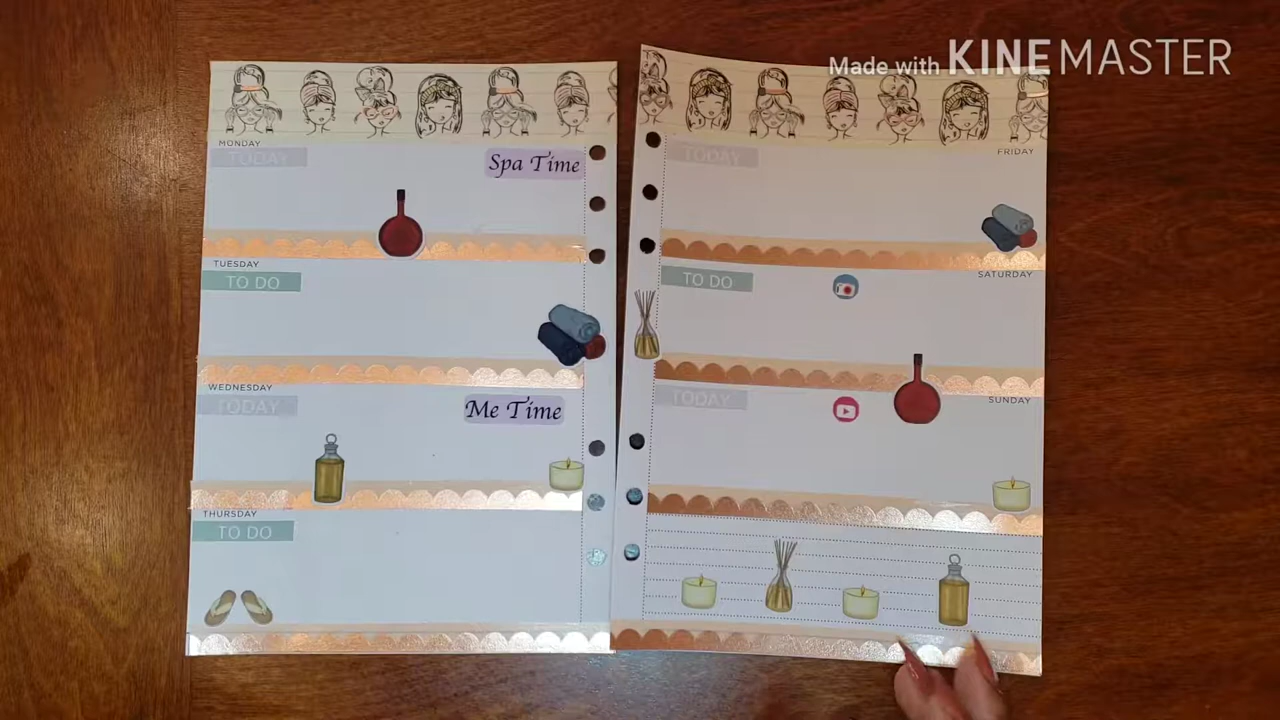 Made with KINEMASTER
MONDAY
TODAY
Spa Time
TUESDAY
TO DO
WEDNESDAY
TODAY
Me Time
THURSDAY
TO DO
TODAY
FRIDAY
TO DO
SATURDAY
TODAY
SUNDAY